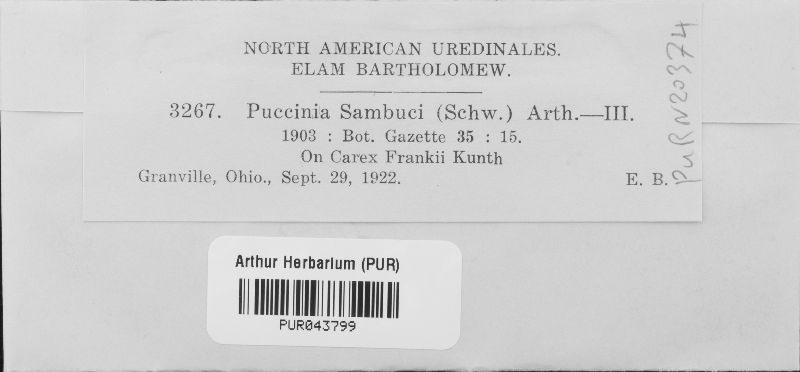 NORTH AMERICAN UREDINALES.
ELAM BARTHOLOMEW.
3267. Puccinia Sambuci (Schw.) Arth.—III.
1903 : Bot. Gazette 35 : 15.
On Carex Frankii Kunth
Granville, Ohio., Sept. 29, 1922. E. B.
PUR N20374
Arthur Herbarium (PUR)
PUR043799